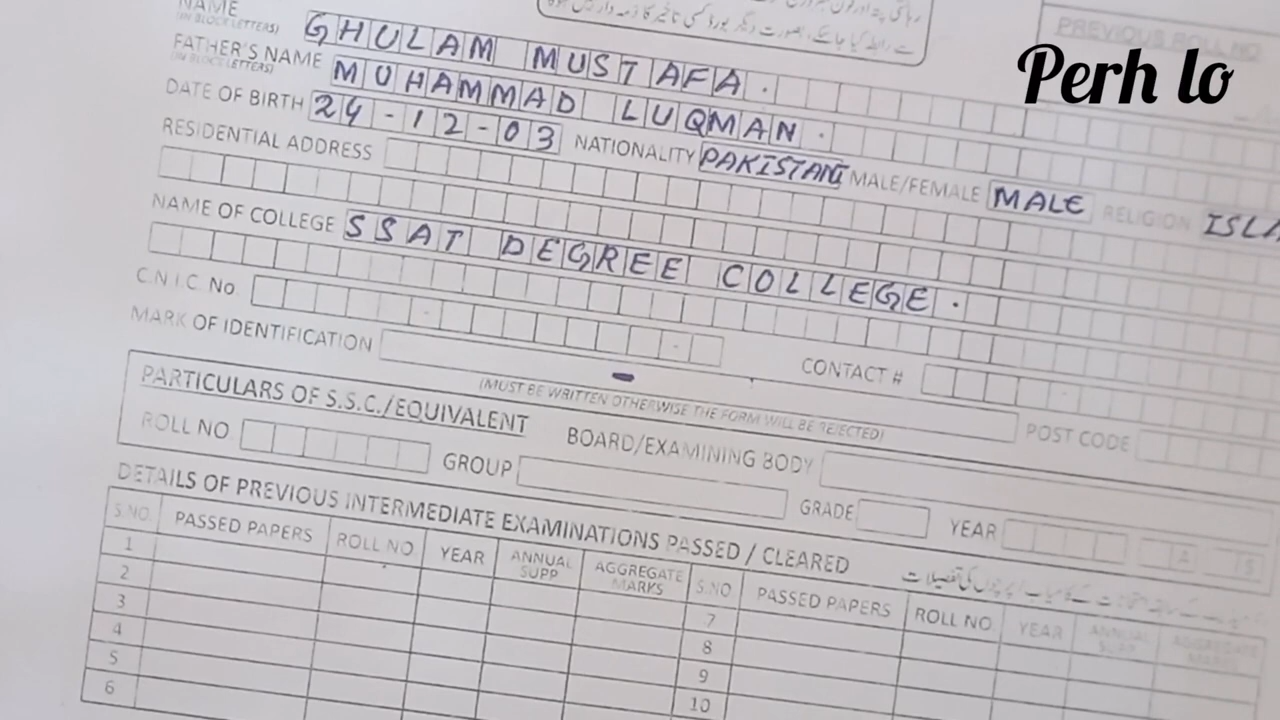 NAME GHULAM MUSTAFA.
(IN BLOCK LETTERS)
FATHER'S NAME MUHAMMAD LUQMAN.
(IN BLOCK LETTERS)
DATE OF BIRTH 24-12-03 NATIONALITY PAKISTANI MALE/FEMALE MALE RELIGION
RESIDENTIAL ADDRESS
NAME OF COLLEGE SSAT DEGREE COLLEGE.
C.N.I.C. No
CONTACT #
MARK OF IDENTIFICATION
(MUST BE WRITTEN OTHERWISE THE FORM WILL BE REJECTED)
POST CODE
PARTICULARS OF S.S.C./EQUIVALENT
ROLL NO. GROUP BOARD/EXAMINING BODY
GRADE YEAR A S
DETAILS OF PREVIOUS INTERMEDIATE EXAMINATIONS PASSED / CLEARED
S.NO. PASSED PAPERS ROLL NO. YEAR ANNUAL SUPP AGGREGATE MARKS S.NO. PASSED PAPERS ROLL NO. YEAR ANNUAL SUPP AGGREGATE MARKS
1 7
2 8
3 9
4 10
5
6
PREVIOUS ROLL NO.
Perh lo